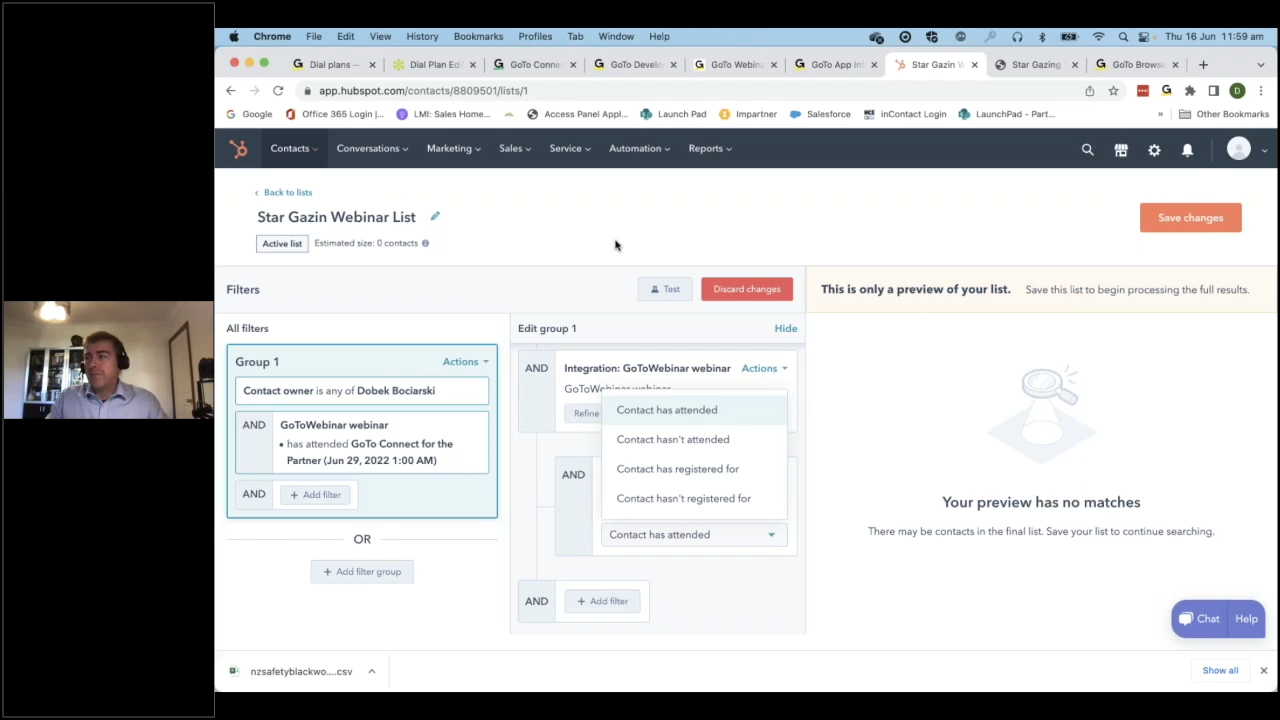 Chrome File Edit View History Bookmarks Profiles Tab Window Help Thu 16 Jun 11:59 am
Dial plans — Dial Plan Edi GoTo Conne GoTo Develo GoTo Webina GoTo App In Star Gazin W Star Gazing GoTo Brows
app.hubspot.com/contacts/8809501/lists/1
Google Office 365 Login |... LMI: Sales Home... Access Panel Appl... Launch Pad Impartner Salesforce inContact Login LaunchPad - Part... » Other Bookmarks
Contacts Conversations Marketing Sales Service Automation Reports
Back to lists
Star Gazin Webinar List
Save changes
Active list Estimated size: 0 contacts
Filters
Test
Discard changes
This is only a preview of your list. Save this list to begin processing the full results.
All filters
Edit group 1
Hide
Group 1
Actions
Contact owner is any of Dobek Bociarski
AND
GoToWebinar webinar
• has attended GoTo Connect for the
Partner (Jun 29, 2022 1:00 AM)
AND
+ Add filter
OR
+ Add filter group
AND
Integration: GoToWebinar webinar
Actions
GoToWebinar webinar
Refine
AND
Contact has attended
Contact hasn't attended
Contact has registered for
Contact hasn't registered for
Contact has attended
AND
+ Add filter
Your preview has no matches
There may be contacts in the final list. Save your list to continue searching.
Chat
Help
nzsafetyblackwo....csv
Show all